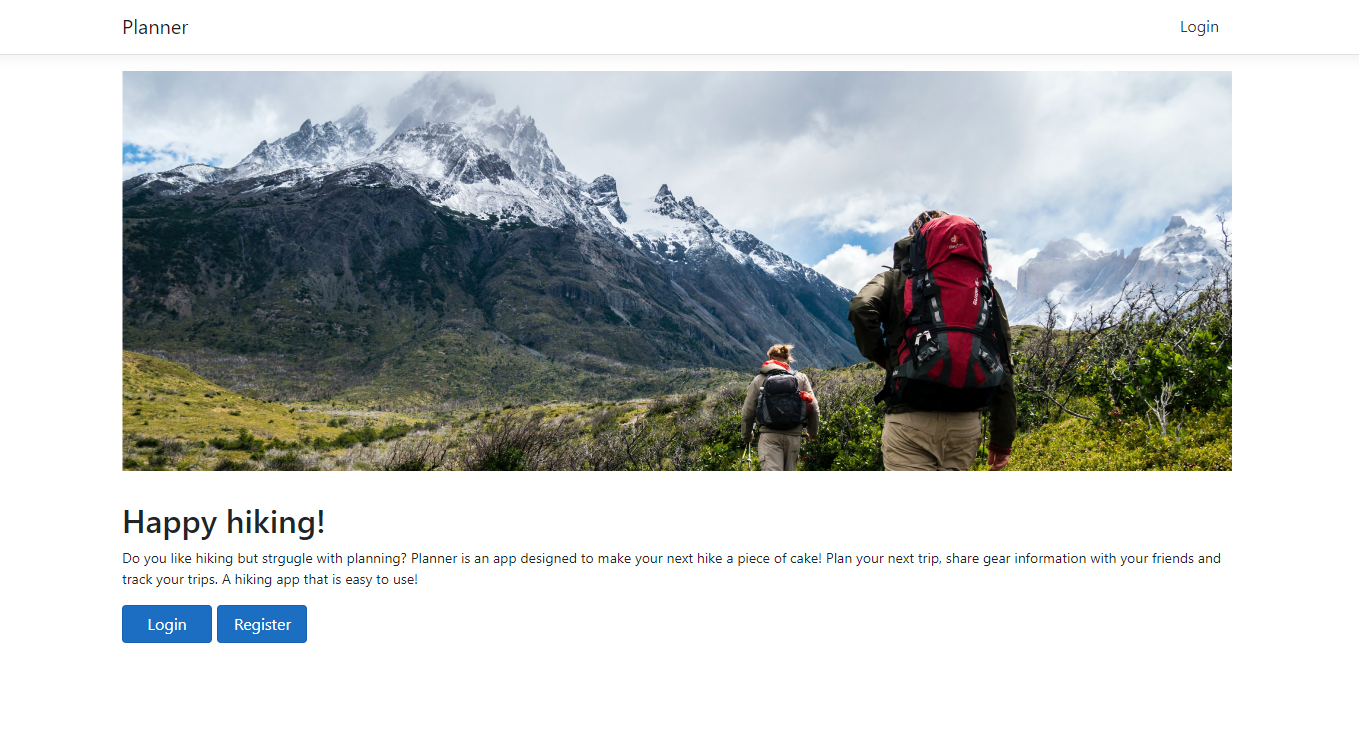 Planner
Login
Happy hiking!
Do you like hiking but strgugle with planning? Planner is an app designed to make your next hike a piece of cake! Plan your next trip, share gear information with your friends and
track your trips. A hiking app that is easy to use!
Login
Register